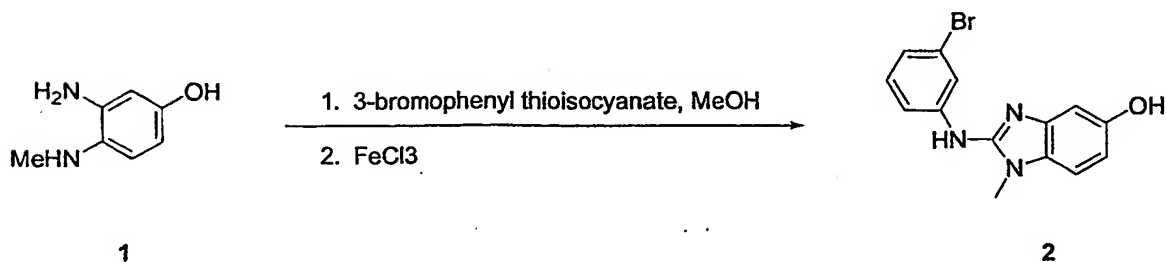 Br
H₂N
OH
MeHN
1. 3-bromophenyl thioisocyanate, MeOH
2. FeCl3
N
OH
HN
N
1
2